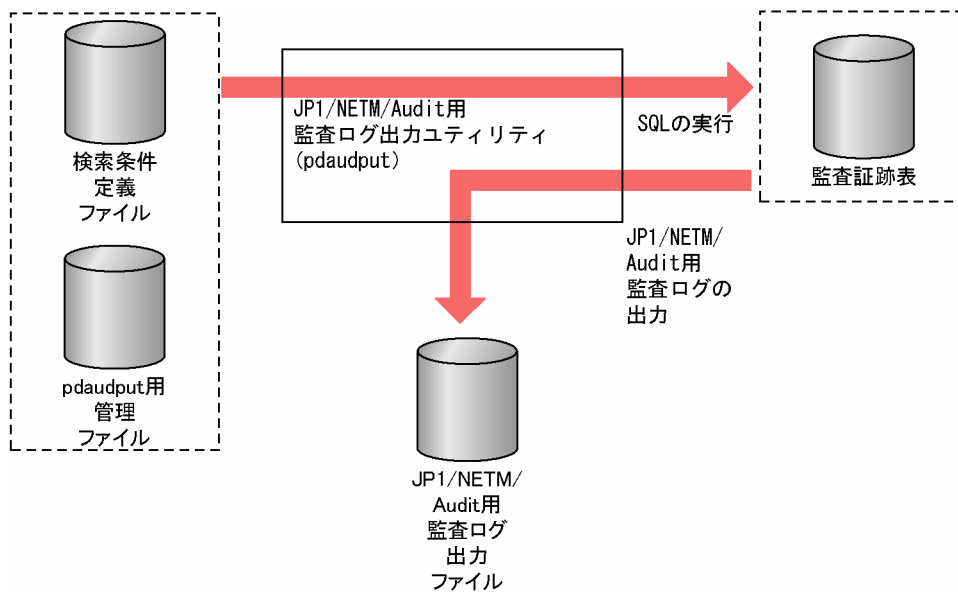 検索条件
定義
ファイル
pdaudput用
管理
ファイル
JP1/NETM/Audit用
監査ログ出力ユティリティ
(pdaudput)
SQLの実行
監査証跡表
JP1/NETM/
Audit用
監査ログの
出力
JP1/NETM/
Audit用
監査ログ
出力
ファイル